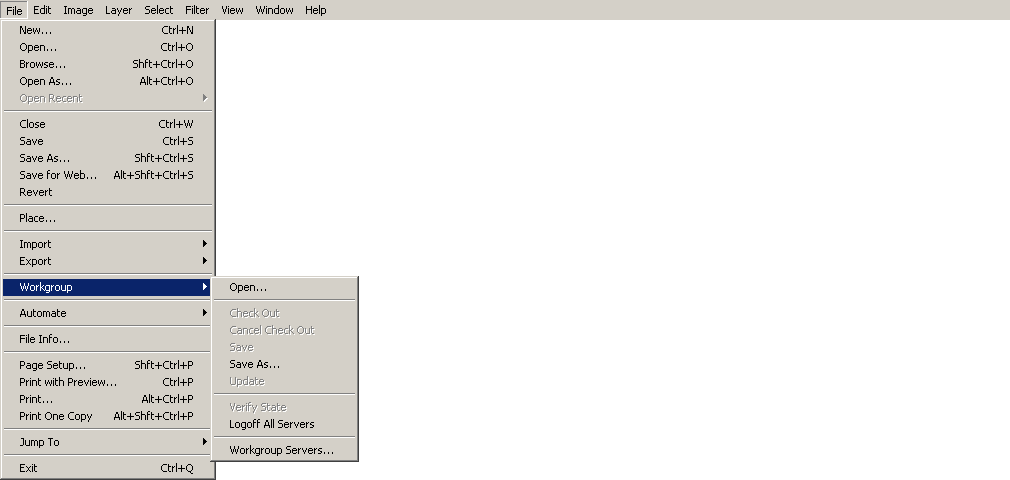 File Edit Image Layer Select Filter View Window Help
New... Ctrl+N
Open... Ctrl+O
Browse... Shft+Ctrl+O
Open As... Alt+Ctrl+O
Open Recent
Close Ctrl+W
Save Ctrl+S
Save As... Shft+Ctrl+S
Save for Web... Alt+Shft+Ctrl+S
Revert
Place...
Import
Export
Workgroup
Automate
File Info...
Page Setup... Shft+Ctrl+P
Print with Preview... Ctrl+P
Print... Alt+Ctrl+P
Print One Copy Alt+Shft+Ctrl+P
Jump To
Exit Ctrl+Q
Open...
Check Out
Cancel Check Out
Save
Save As...
Update
Verify State
Logoff All Servers
Workgroup Servers...